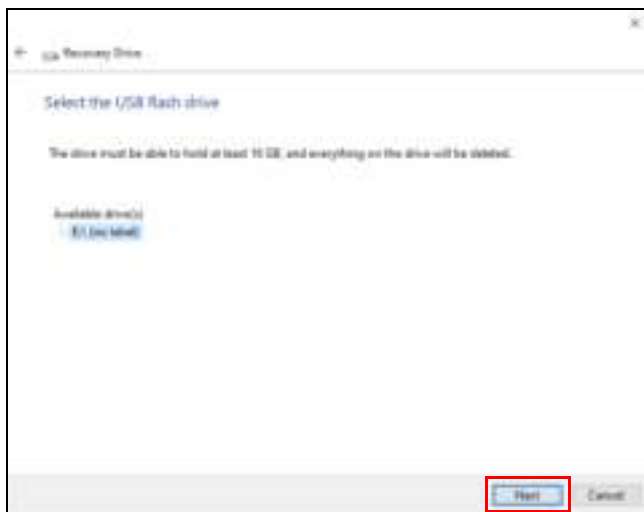 Recovery Drive
Select the USB flash drive
The drive must be able to hold at least 16 GB, and everything on the drive will be deleted.
Available drive(s)
E:\ (no label)
Next Cancel